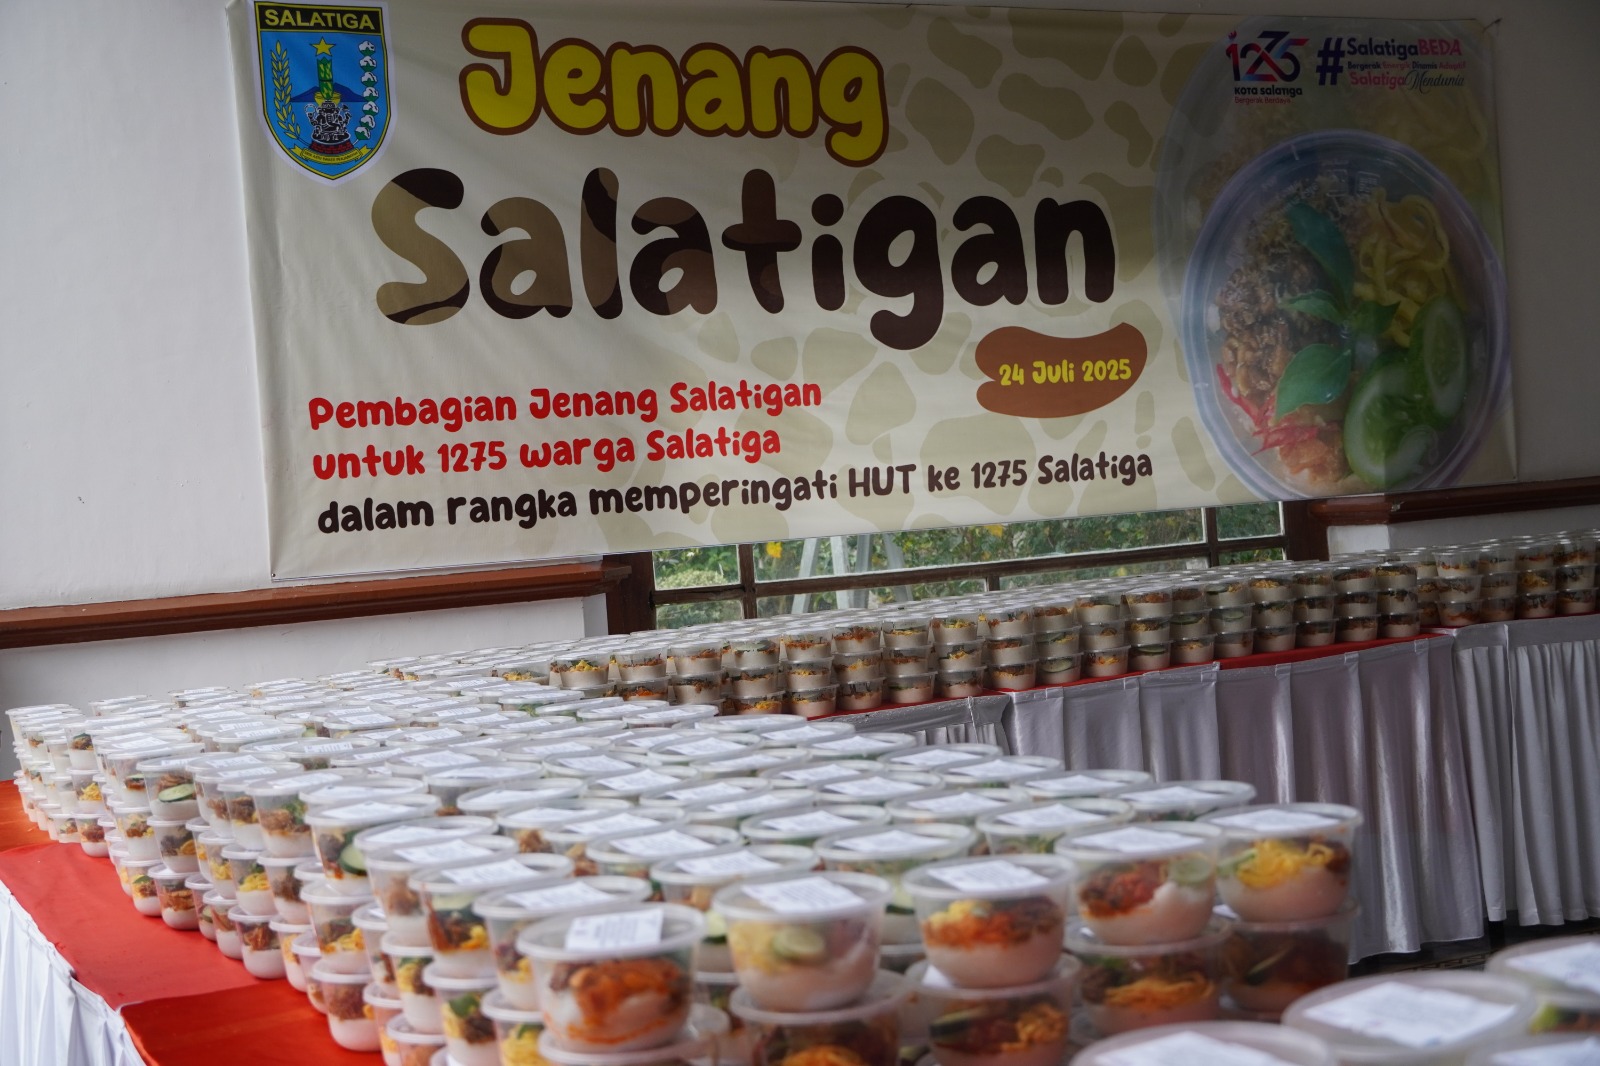 SALATIGA
Jenang
Salatigan
24 Juli 2025
Pembagian Jenang Salatigan
untuk 1275 warga Salatiga
dalam rangka memperingati HUT ke 1275 Salatiga
1275
KOTA SALATIGA
#SalatigaBEDA
Salatiga Mendunia